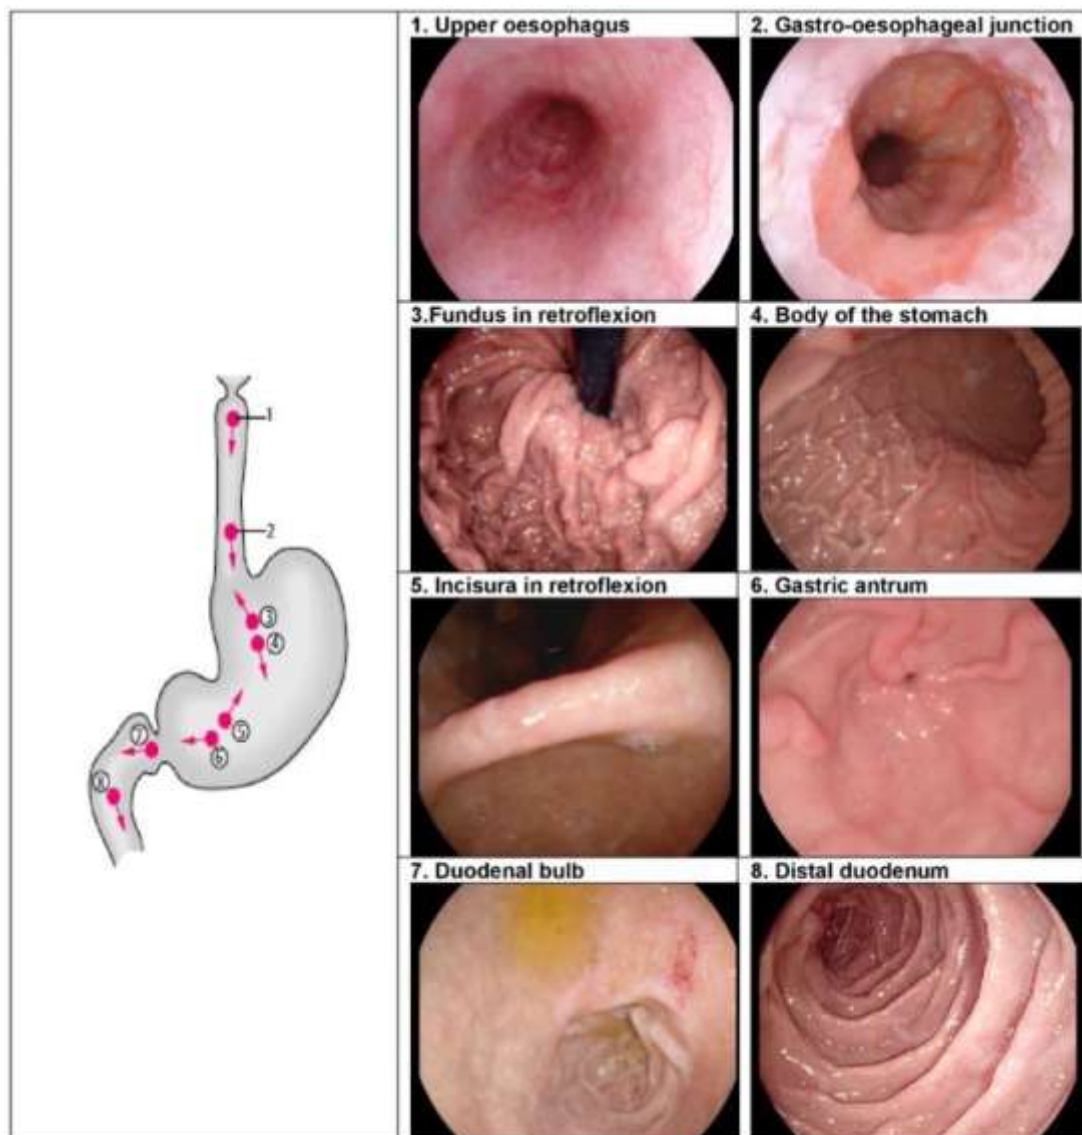 1. Upper oesophagus
2. Gastro-oesophageal junction
3.Fundus in retroflexion
4. Body of the stomach
5. Incisura in retroflexion
6. Gastric antrum
7. Duodenal bulb
8. Distal duodenum
1
2
3
4
5
6
7
8